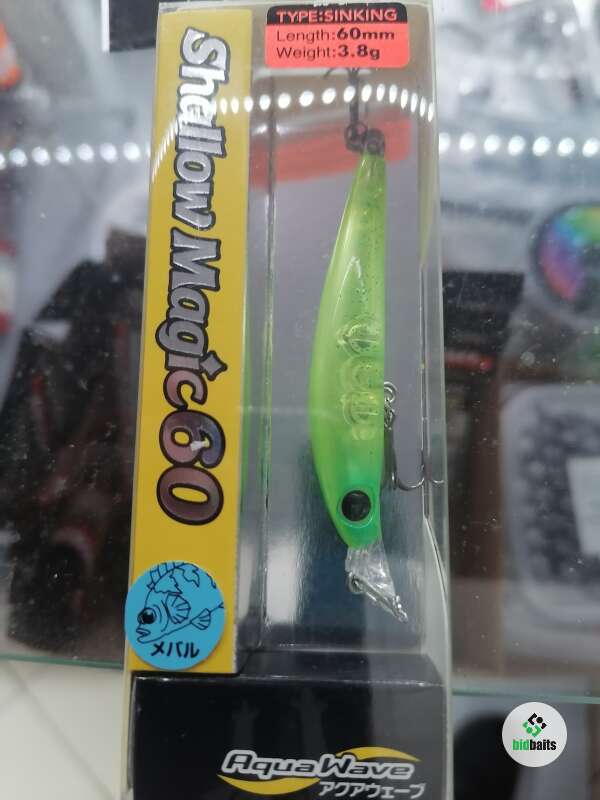 TYPE:SINKING
Length:60mm
Weight:3.8g
Shallow Magic 60
メバル
AquaWave
アクアウェーブ
bidbaits